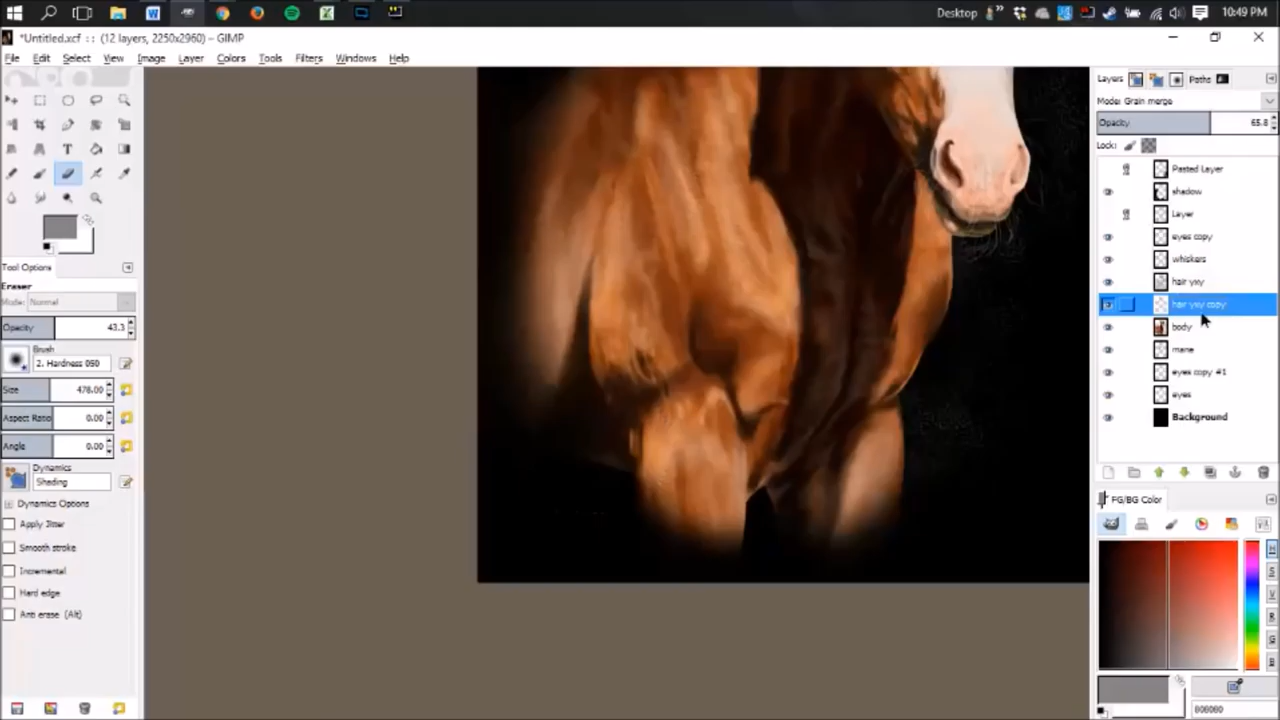 Desktop
10:49 PM
*Untitled.xcf :: (12 layers, 2250x2960) – GIMP
File Edit Select View Image Layer Colors Tools Filters Windows Help
Layers
Paths
Mode: Grain merge
Opacity
65.8
Lock:
Pasted Layer
shadow
Layer
eyes copy
whiskers
hair yxy
hair yxy copy
body
mane
eyes copy #1
eyes
Background
Tool Options
Eraser
Mode: Normal
Opacity
43.3
Brush
2. Hardness 050
Size
478.00
Aspect Ratio
0.00
Angle
0.00
Dynamics
Shading
Dynamics Options
Apply Jitter
Smooth stroke
Incremental
Hard edge
Anti erase (Alt)
FG/BG Color
H
S
V
R
G
B
808080